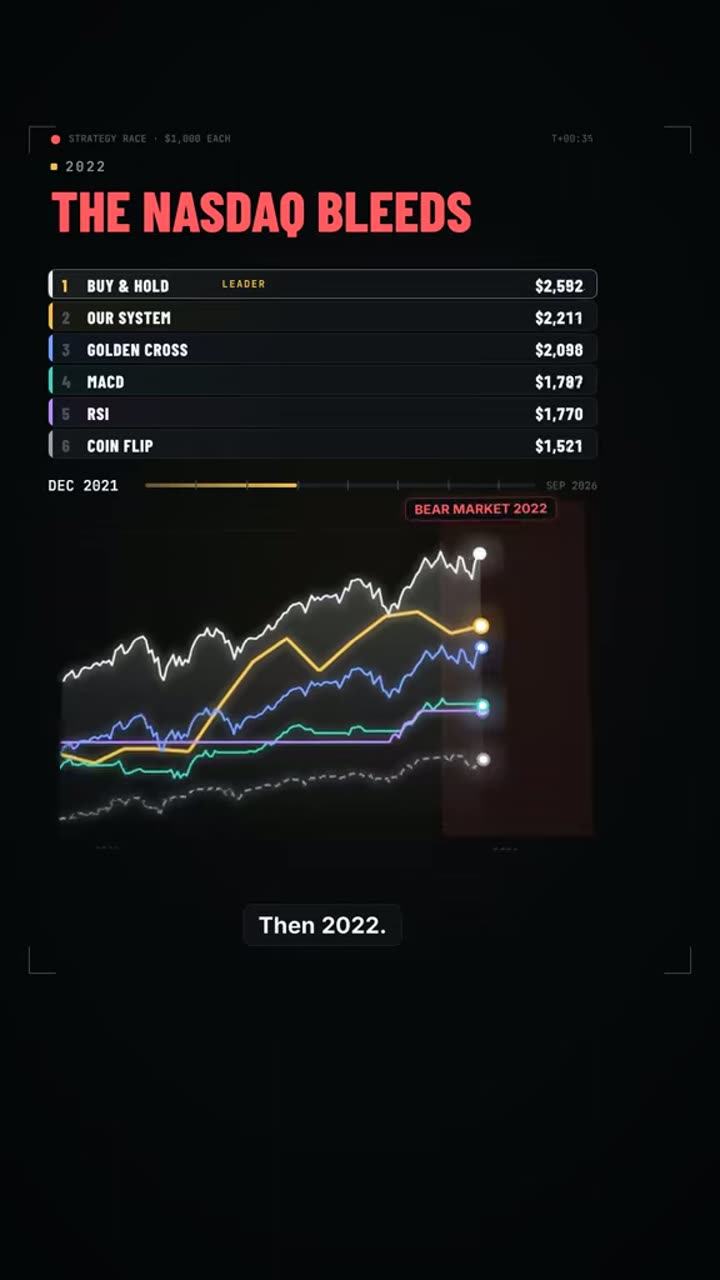 STRATEGY RACE · $1,000 EACH T+00:35
2022
THE NASDAQ BLEEDS
1 BUY & HOLD LEADER $2,592
2 OUR SYSTEM $2,211
3 GOLDEN CROSS $2,098
4 MACD $1,787
5 RSI $1,770
6 COIN FLIP $1,521
DEC 2021 SEP 2026
BEAR MARKET 2022
Then 2022.